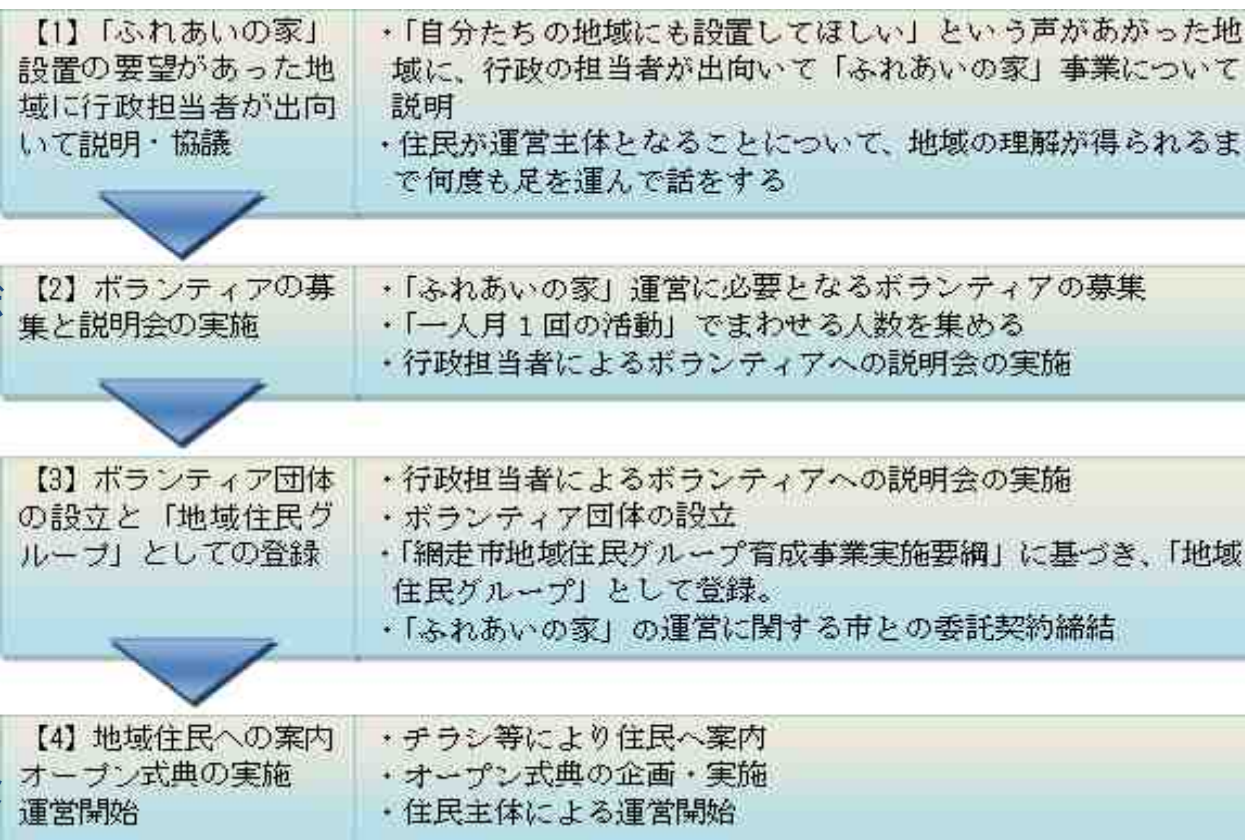 【1】「ふれあいの家」
設置の要望があった地
域に行政担当者が出向
いて説明・協議
・「自分たちの地域にも設置してほしい」という声があがった地
域に、行政の担当者が出向いて「ふれあいの家」事業について
説明
・住民が運営主体となることについて、地域の理解が得られるま
で何度も足を運んで話をする
【2】ボランティアの募
集と説明会の実施
・「ふれあいの家」運営に必要となるボランティアの募集
・「一人月１回の活動」でまわせる人数を集める
・行政担当者によるボランティアへの説明会の実施
【3】ボランティア団体
の設立と「地域住民グ
ループ」としての登録
・行政担当者によるボランティアへの説明会の実施
・ボランティア団体の設立
・「網走市地域住民グループ育成事業実施要綱」に基づき、「地域
住民グループ」として登録。
・「ふれあいの家」の運営に関する市との委託契約締結
【4】地域住民への案内
オープン式典の実施
運営開始
・チラシ等により住民へ案内
・オープン式典の企画・実施
・住民主体による運営開始